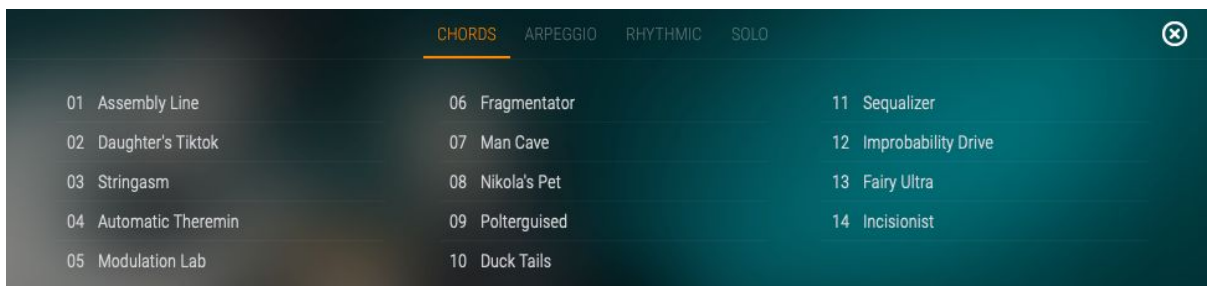 CHORDS ARPEGGIO RHYTHMIC SOLO
01 Assembly Line
02 Daughter's Tiktok
03 Stringasm
04 Automatic Theremin
05 Modulation Lab
06 Fragmentator
07 Man Cave
08 Nikola's Pet
09 Polterguised
10 Duck Tails
11 Sequalizer
12 Improbability Drive
13 Fairy Ultra
14 Incisionist